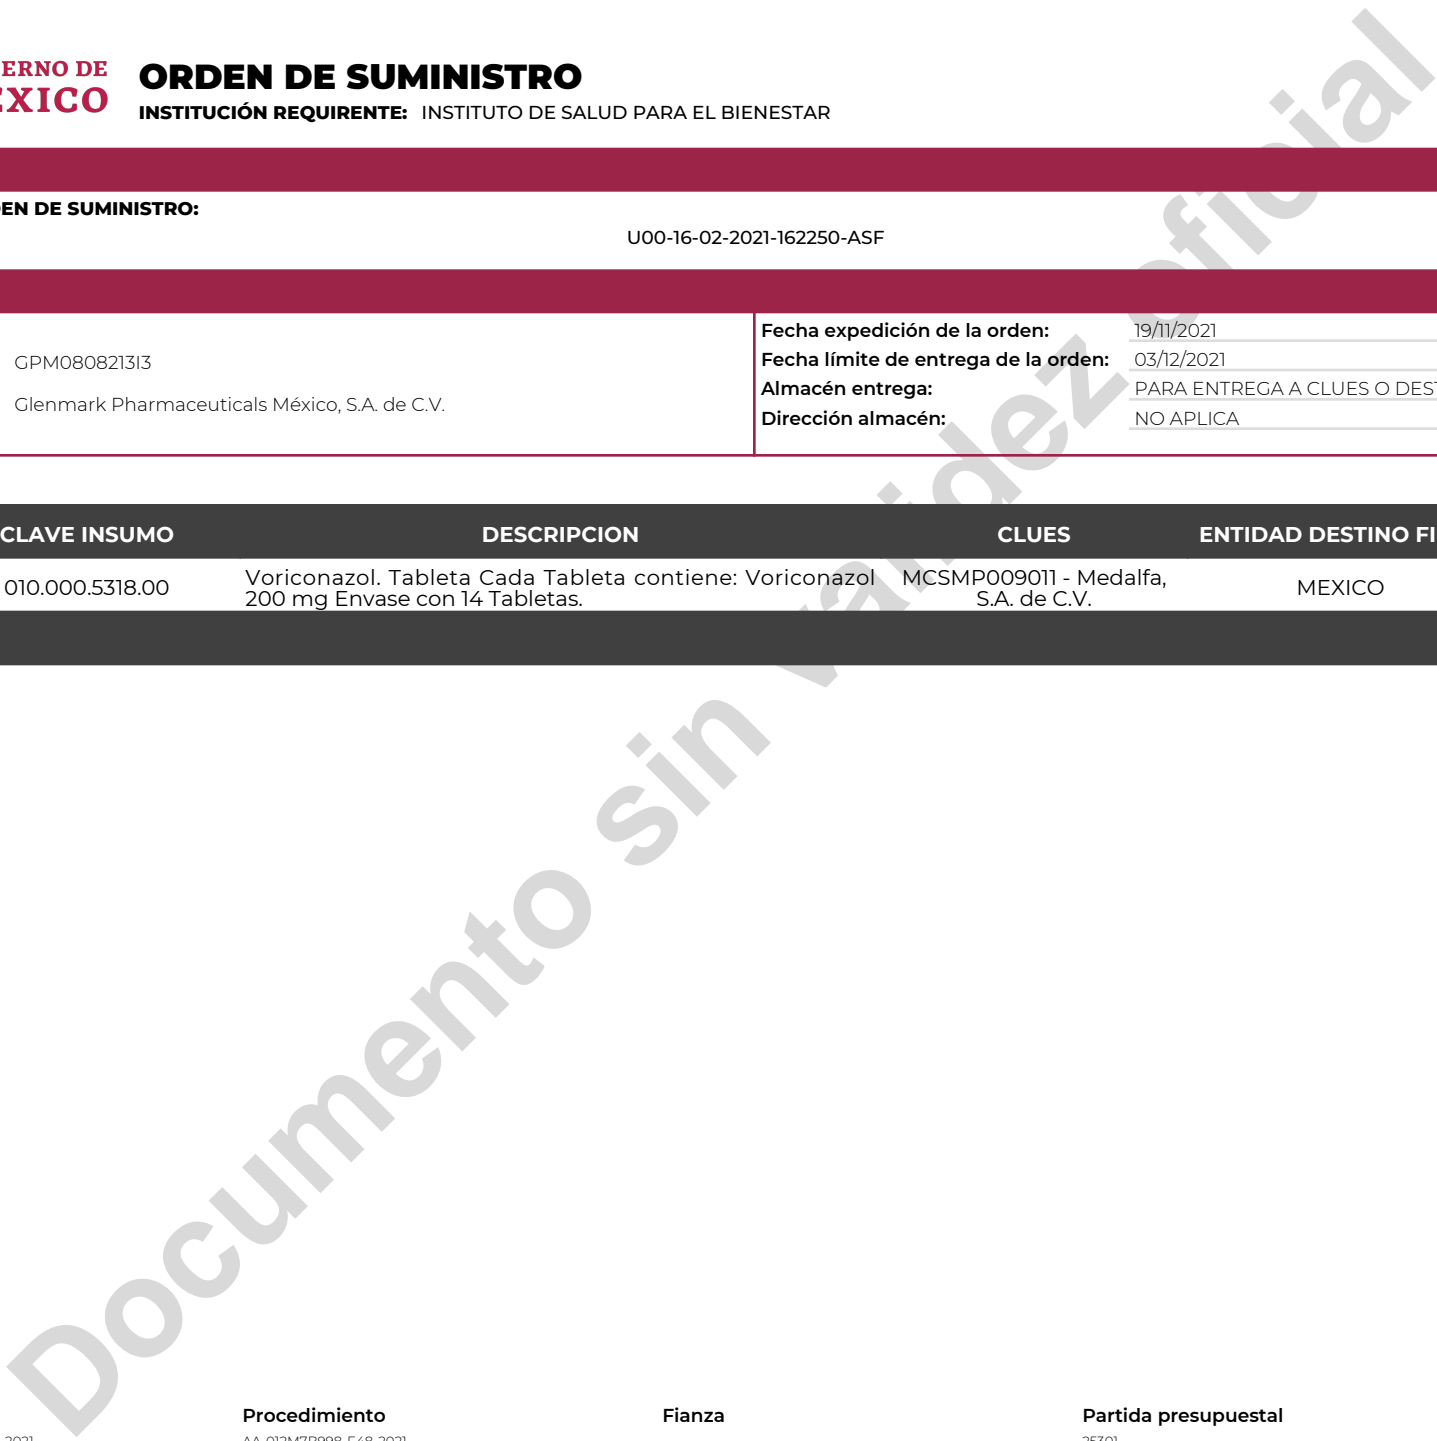 ERNO DE
EXICO
ORDEN DE SUMINISTRO
INSTITUCIÓN REQUIRENTE: INSTITUTO DE SALUD PARA EL BIENESTAR
EN DE SUMINISTRO:
U00-16-02-2021-162250-ASF
GPM0808213I3
Glenmark Pharmaceuticals México, S.A. de C.V.
Fecha expedición de la orden: 19/11/2021
Fecha límite de entrega de la orden: 03/12/2021
Almacén entrega: PARA ENTREGA A CLUES O DEST
Dirección almacén: NO APLICA
CLAVE INSUMO DESCRIPCION CLUES ENTIDAD DESTINO FI
010.000.5318.00
Voriconazol. Tableta Cada Tableta contiene: Voriconazol
200 mg Envase con 14 Tabletas.
MCSMP009011 - Medalfa,
S.A. de C.V.
MEXICO
Documento sin validez oficial
Procedimiento Fianza Partida presupuestal